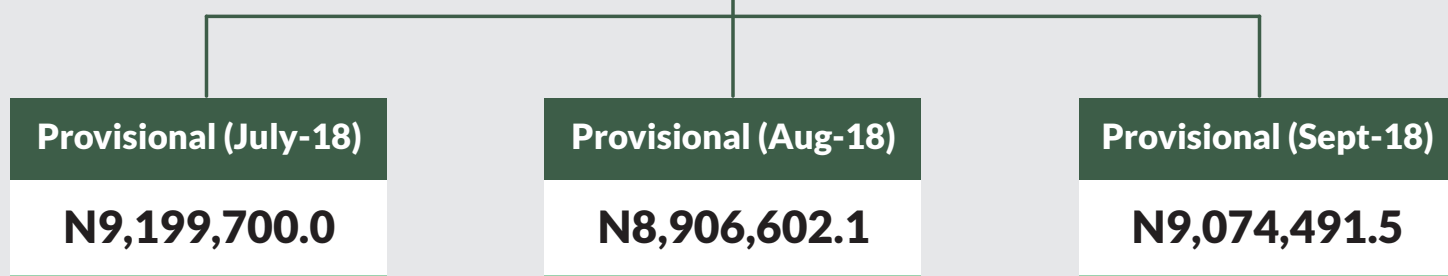 Provisional (July-18)
Provisional (Aug-18)
Provisional (Sept-18)
N9,199,700.0
N8,906,602.1
N9,074,491.5